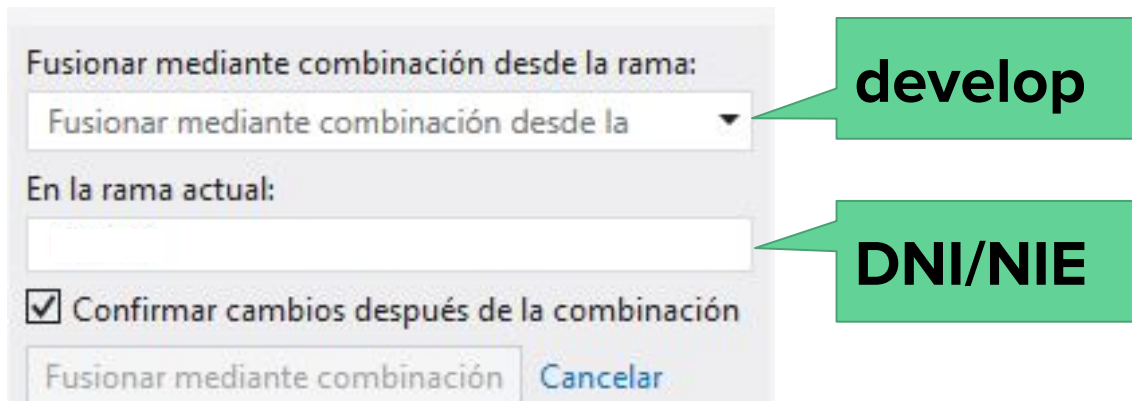 Fusionar mediante combinación desde la rama:
Fusionar mediante combinación desde la
develop
En la rama actual:
DNI/NIE
Confirmar cambios después de la combinación
Fusionar mediante combinación Cancelar